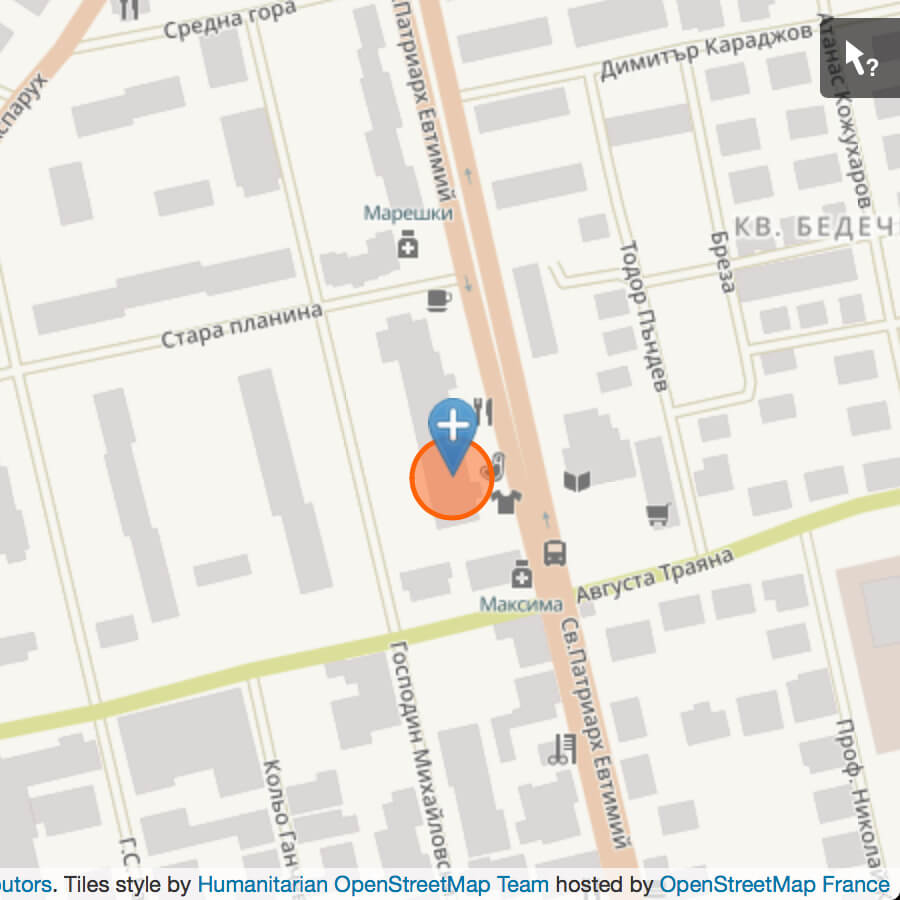 Средна гора
Патриарх Евтимий
Димитър Караджов
Атанас Кожухаров
?
Марешки
КВ. БЕДЕЧ
Бреза
Тодор Пъндев
Стара планина
Августа Траяна
Максима
Св.Патриарх Евтимий
Господин Михайловс
Кольо Ган
Проф. Николай
Г.С
utors. Tiles style by Humanitarian OpenStreetMap Team hosted by OpenStreetMap France